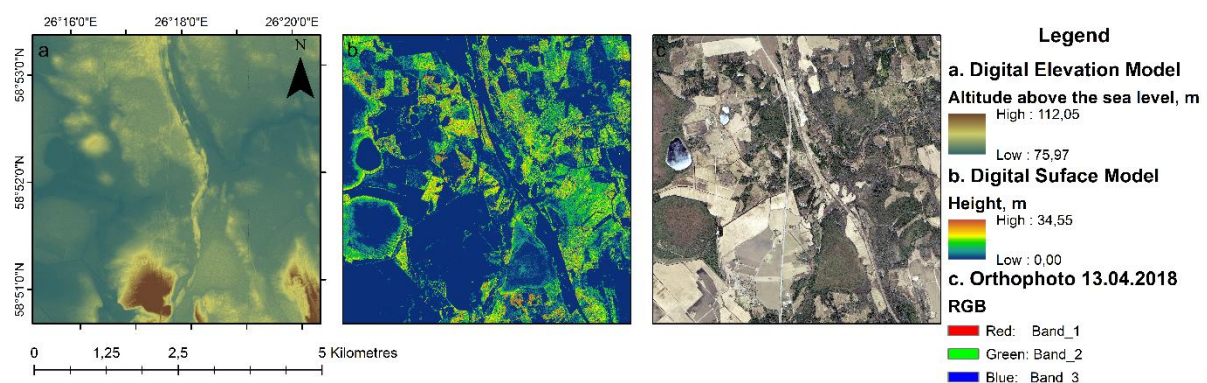 26°16'0"E 26°18'0"E 26°20'0"E
58°53'0"N
58°52'0"N
58°51'0"N
a
N
b
c
0 1,25 2,5 5 Kilometres
Legend
a. Digital Elevation Model
Altitude above the sea level, m
High : 112,05
Low : 75,97
b. Digital Suface Model
Height, m
High : 34,55
Low : 0,00
c. Orthophoto 13.04.2018
RGB
Red: Band_1
Green: Band_2
Blue: Band_3